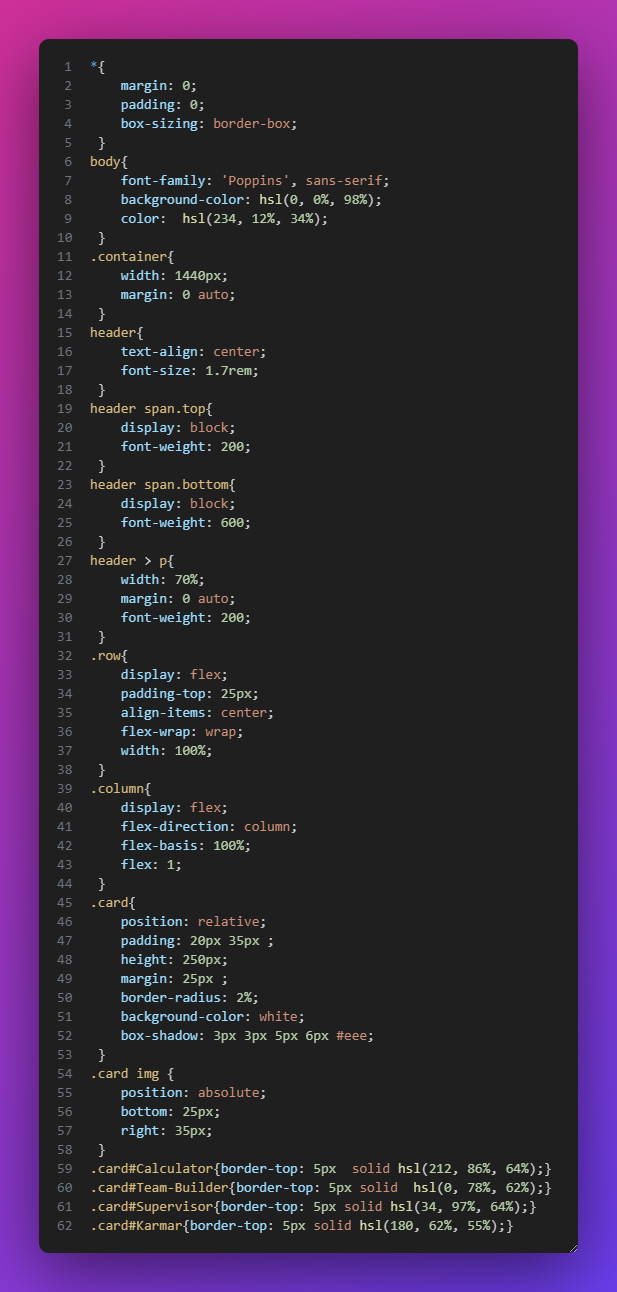 1 *{
2     margin: 0;
3     padding: 0;
4     box-sizing: border-box;
5  }
6 body{
7     font-family: 'Poppins', sans-serif;
8     background-color: hsl(0, 0%, 98%);
9     color:  hsl(234, 12%, 34%);
10  }
11 .container{
12     width: 1440px;
13     margin: 0 auto;
14  }
15 header{
16     text-align: center;
17     font-size: 1.7rem;
18  }
19 header span.top{
20     display: block;
21     font-weight: 200;
22  }
23 header span.bottom{
24     display: block;
25     font-weight: 600;
26  }
27 header > p{
28     width: 70%;
29     margin: 0 auto;
30     font-weight: 200;
31  }
32 .row{
33     display: flex;
34     padding-top: 25px;
35     align-items: center;
36     flex-wrap: wrap;
37     width: 100%;
38  }
39 .column{
40     display: flex;
41     flex-direction: column;
42     flex-basis: 100%;
43     flex: 1;
44  }
45 .card{
46     position: relative;
47     padding: 20px 35px ;
48     height: 250px;
49     margin: 25px ;
50     border-radius: 2%;
51     background-color: white;
52     box-shadow: 3px 3px 5px 6px #eee;
53  }
54 .card img {
55     position: absolute;
56     bottom: 25px;
57     right: 35px;
58  }
59 .card#Calculator{border-top: 5px  solid hsl(212, 86%, 64%);}
60 .card#Team-Builder{border-top: 5px solid  hsl(0, 78%, 62%);}
61 .card#Supervisor{border-top: 5px solid hsl(34, 97%, 64%);}
62 .card#Karmar{border-top: 5px solid hsl(180, 62%, 55%);}